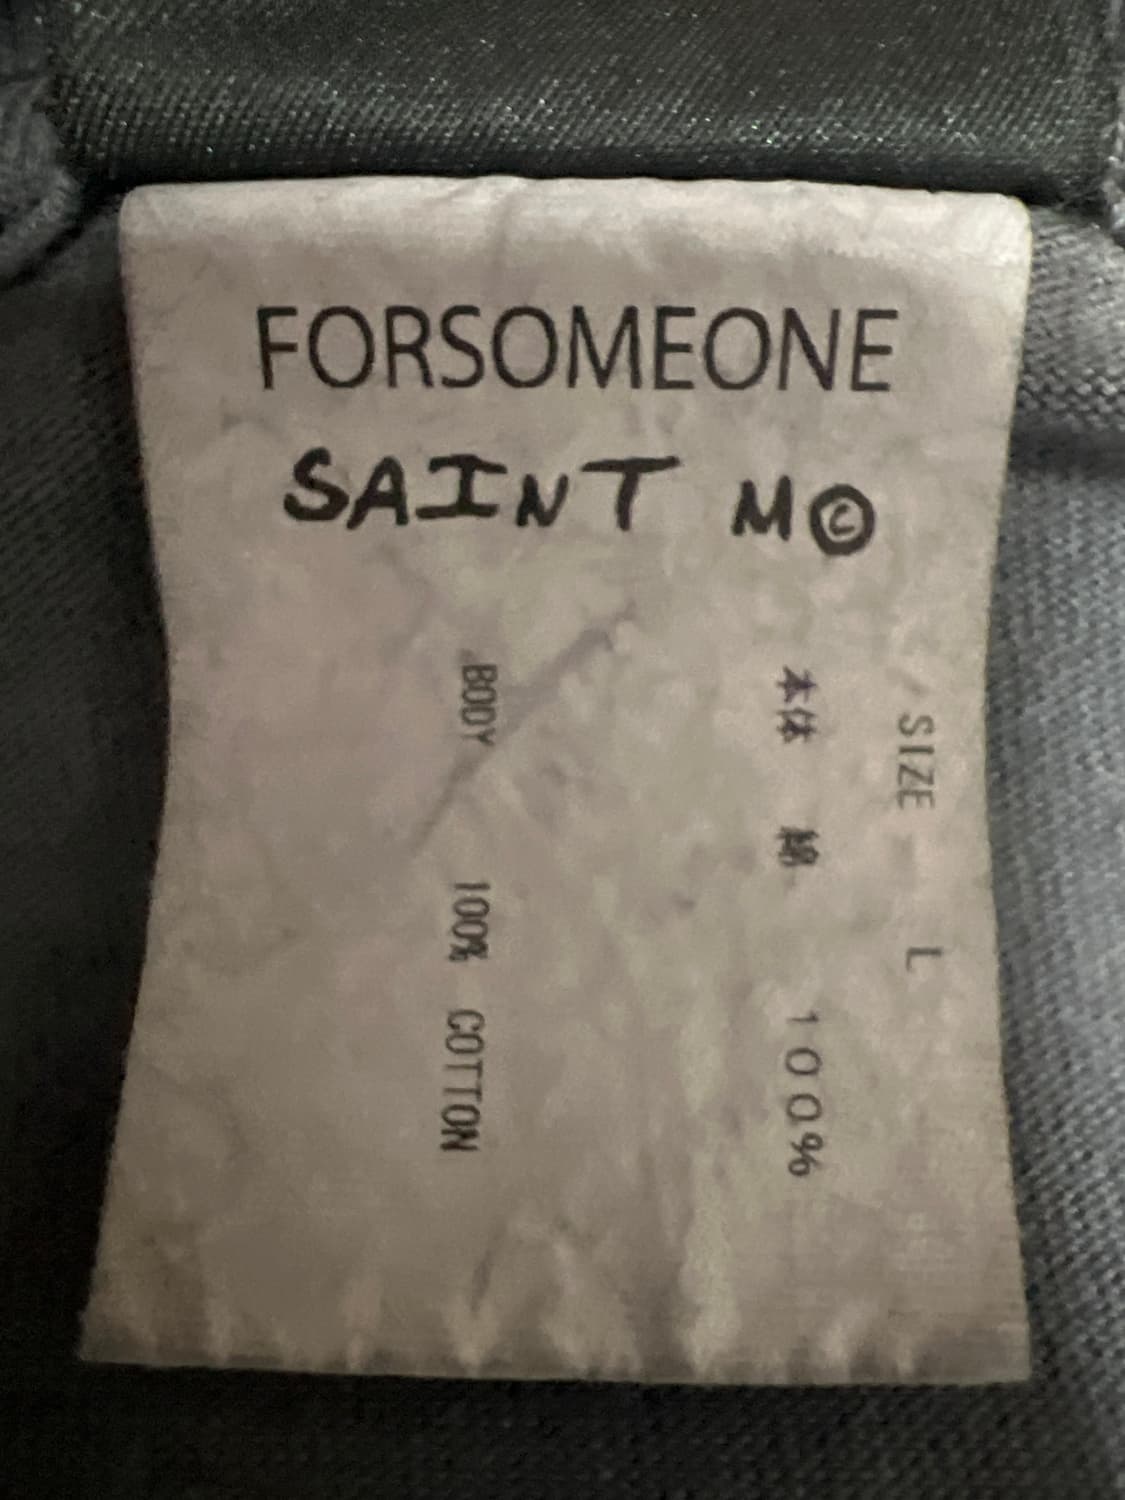 FORSOMEONE
SAINT M©
/SIZE L
本体 綿 100%
BODY 100% COTTON